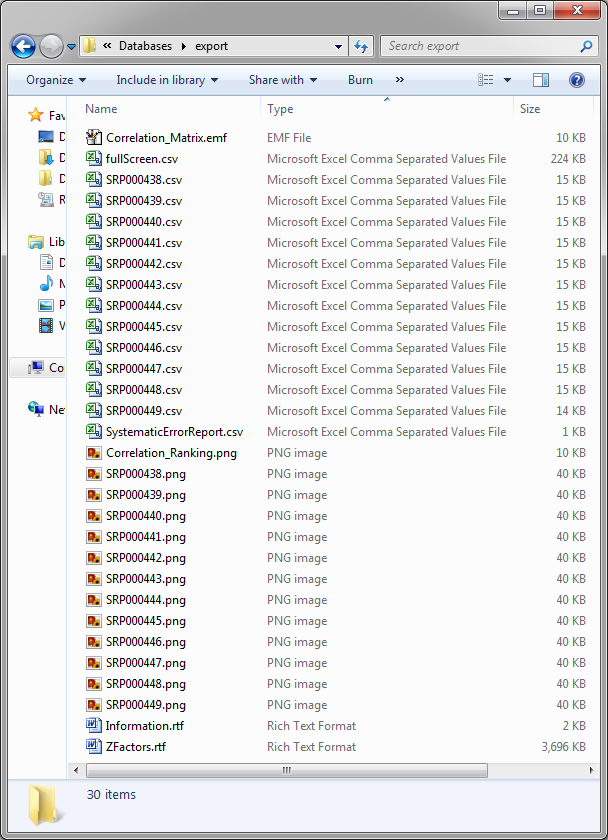 « Databases ▸ export
Search export
Organize Include in library Share with Burn »
Name Type Size
Correlation_Matrix.emf EMF File 10 KB
fullScreen.csv Microsoft Excel Comma Separated Values File 224 KB
SRP000438.csv Microsoft Excel Comma Separated Values File 15 KB
SRP000439.csv Microsoft Excel Comma Separated Values File 15 KB
SRP000440.csv Microsoft Excel Comma Separated Values File 15 KB
SRP000441.csv Microsoft Excel Comma Separated Values File 15 KB
SRP000442.csv Microsoft Excel Comma Separated Values File 15 KB
SRP000443.csv Microsoft Excel Comma Separated Values File 15 KB
SRP000444.csv Microsoft Excel Comma Separated Values File 15 KB
SRP000445.csv Microsoft Excel Comma Separated Values File 15 KB
SRP000446.csv Microsoft Excel Comma Separated Values File 15 KB
SRP000447.csv Microsoft Excel Comma Separated Values File 15 KB
SRP000448.csv Microsoft Excel Comma Separated Values File 15 KB
SRP000449.csv Microsoft Excel Comma Separated Values File 14 KB
SystematicErrorReport.csv Microsoft Excel Comma Separated Values File 1 KB
Correlation_Ranking.png PNG image 10 KB
SRP000438.png PNG image 40 KB
SRP000439.png PNG image 40 KB
SRP000440.png PNG image 40 KB
SRP000441.png PNG image 40 KB
SRP000442.png PNG image 40 KB
SRP000443.png PNG image 40 KB
SRP000444.png PNG image 40 KB
SRP000445.png PNG image 40 KB
SRP000446.png PNG image 40 KB
SRP000447.png PNG image 40 KB
SRP000448.png PNG image 40 KB
SRP000449.png PNG image 40 KB
Information.rtf Rich Text Format 2 KB
ZFactors.rtf Rich Text Format 3,696 KB
Fav
D
D
D
R
Lib
D
M
P
V
Co
Ne
30 items